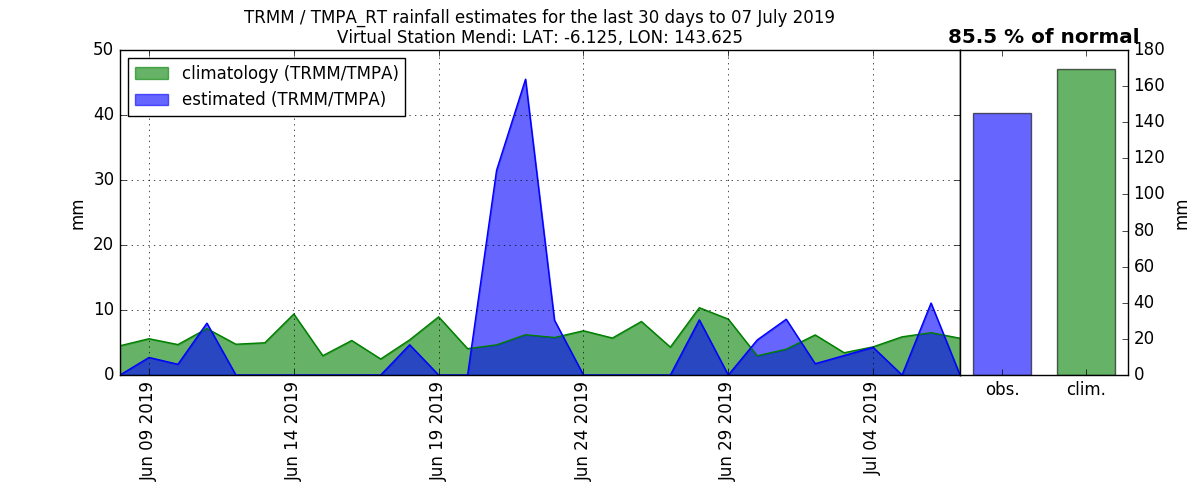 TRMM / TMPA_RT rainfall estimates for the last 30 days to 07 July 2019
Virtual Station Mendi: LAT: -6.125, LON: 143.625
85.5 % of normal
climatology (TRMM/TMPA)
estimated (TRMM/TMPA)
50
40
30
20
10
0
mm
Jun 09 2019
Jun 14 2019
Jun 19 2019
Jun 24 2019
Jun 29 2019
Jul 04 2019
obs.
clim.
180
160
140
120
100
80
60
40
20
0
mm